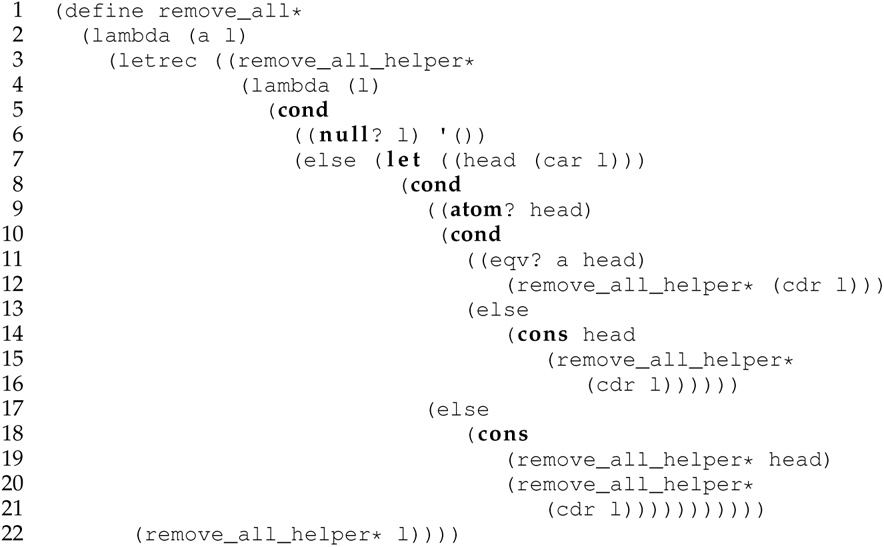 1 (define remove_all*
2 (lambda (a l)
3 (letrec ((remove_all_helper*
4 (lambda (l)
5 (cond
6 ((null? l) '())
7 (else (let ((head (car l)))
8 (cond
9 ((atom? head)
10 (cond
11 ((eqv? a head)
12 (remove_all_helper* (cdr l)))
13 (else
14 (cons head
15 (remove_all_helper*
16 (cdr l))))))
17 (else
18 (cons
19 (remove_all_helper* head)
20 (remove_all_helper*
21 (cdr l)))))))))))
22 (remove_all_helper* l))))